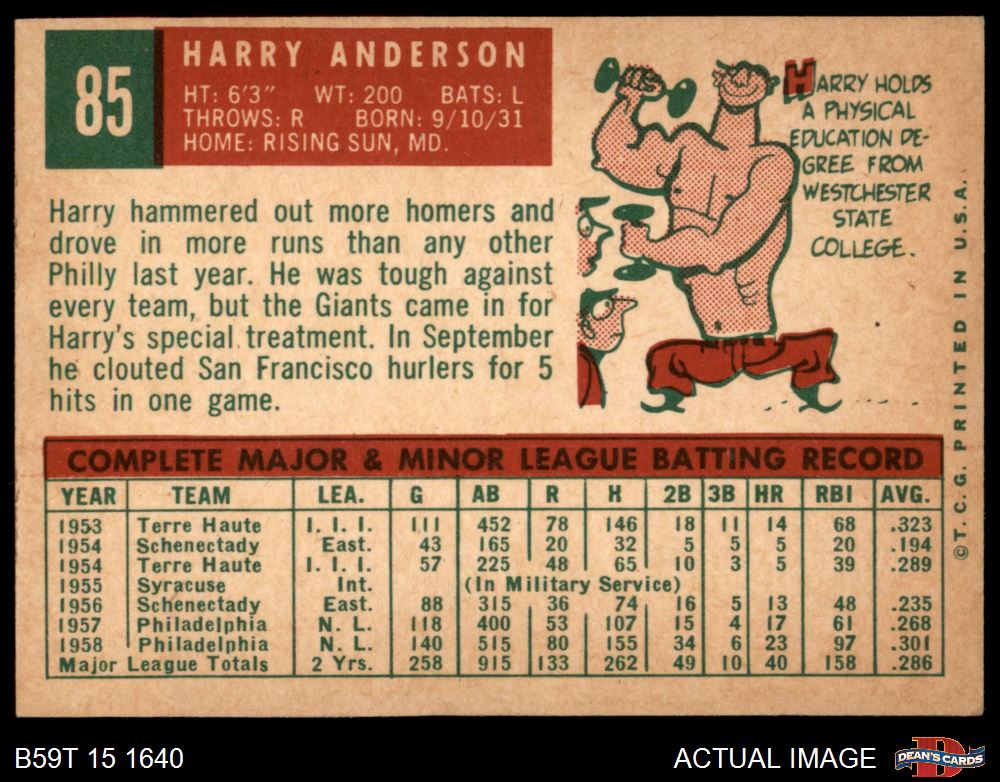 85
HARRY ANDERSON
HT: 6'3" WT: 200 BATS: L
THROWS: R BORN: 9/10/31
HOME: RISING SUN, MD.
HARRY HOLDS
A PHYSICAL
EDUCATION DE-
GREE FROM
WESTCHESTER
STATE
COLLEGE.
Harry hammered out more homers and
drove in more runs than any other
Philly last year. He was tough against
every team, but the Giants came in for
Harry's special treatment. In September
he clouted San Francisco hurlers for 5
hits in one game.
COMPLETE MAJOR & MINOR LEAGUE BATTING RECORD
YEAR TEAM LEA. G AB R H 2B 3B HR RBI AVG.
1953 Terre Haute I. I. I. 111 452 78 146 18 11 14 68 .323
1954 Schenectady East. 43 165 20 32 5 5 5 20 .194
1954 Terre Haute I. I. I. 57 225 48 65 10 3 5 39 .289
1955 Syracuse Int. (In Military Service)
1956 Schenectady East. 88 315 36 74 16 5 13 48 .235
1957 Philadelphia N. L. 118 400 53 107 15 4 17 61 .268
1958 Philadelphia N. L. 140 515 80 155 34 6 23 97 .301
Major League Totals 2 Yrs. 258 915 133 262 49 10 40 158 .286
©T. C. G. PRINTED IN U.S.A.
B59T 15 1640
ACTUAL IMAGE
D
DEAN'S CARDS